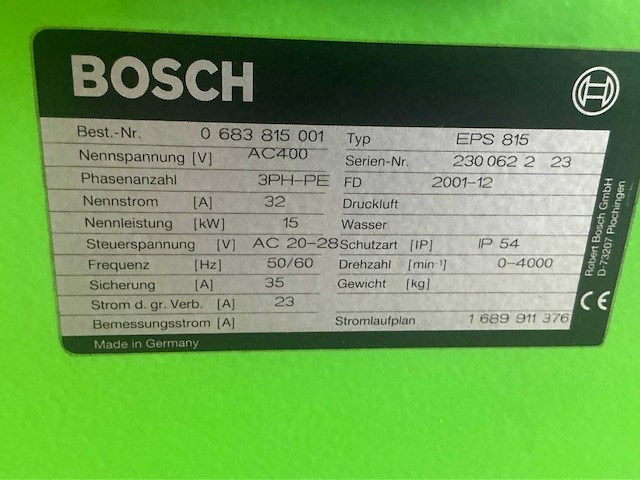 BOSCH
Best.-Nr. 0 683 815 001
Nennspannung [V] AC400
Phasenanzahl 3PH-PE
Nennstrom [A] 32
Nennleistung [kW] 15
Steuerspannung [V] AC 20-28
Frequenz [Hz] 50/60
Sicherung [A] 35
Strom d. gr. Verb. [A] 23
Bemessungsstrom [A]
Made in Germany
Typ EPS 815
Serien-Nr. 230 062 2 23
FD 2001-12
Druckluft
Wasser
Schutzart [IP] IP 54
Drehzahl [min⁻¹] 0-4000
Gewicht [kg]
Stromlaufplan 1 689 911 376
Robert Bosch GmbH
D-73207 Plochingen
CE